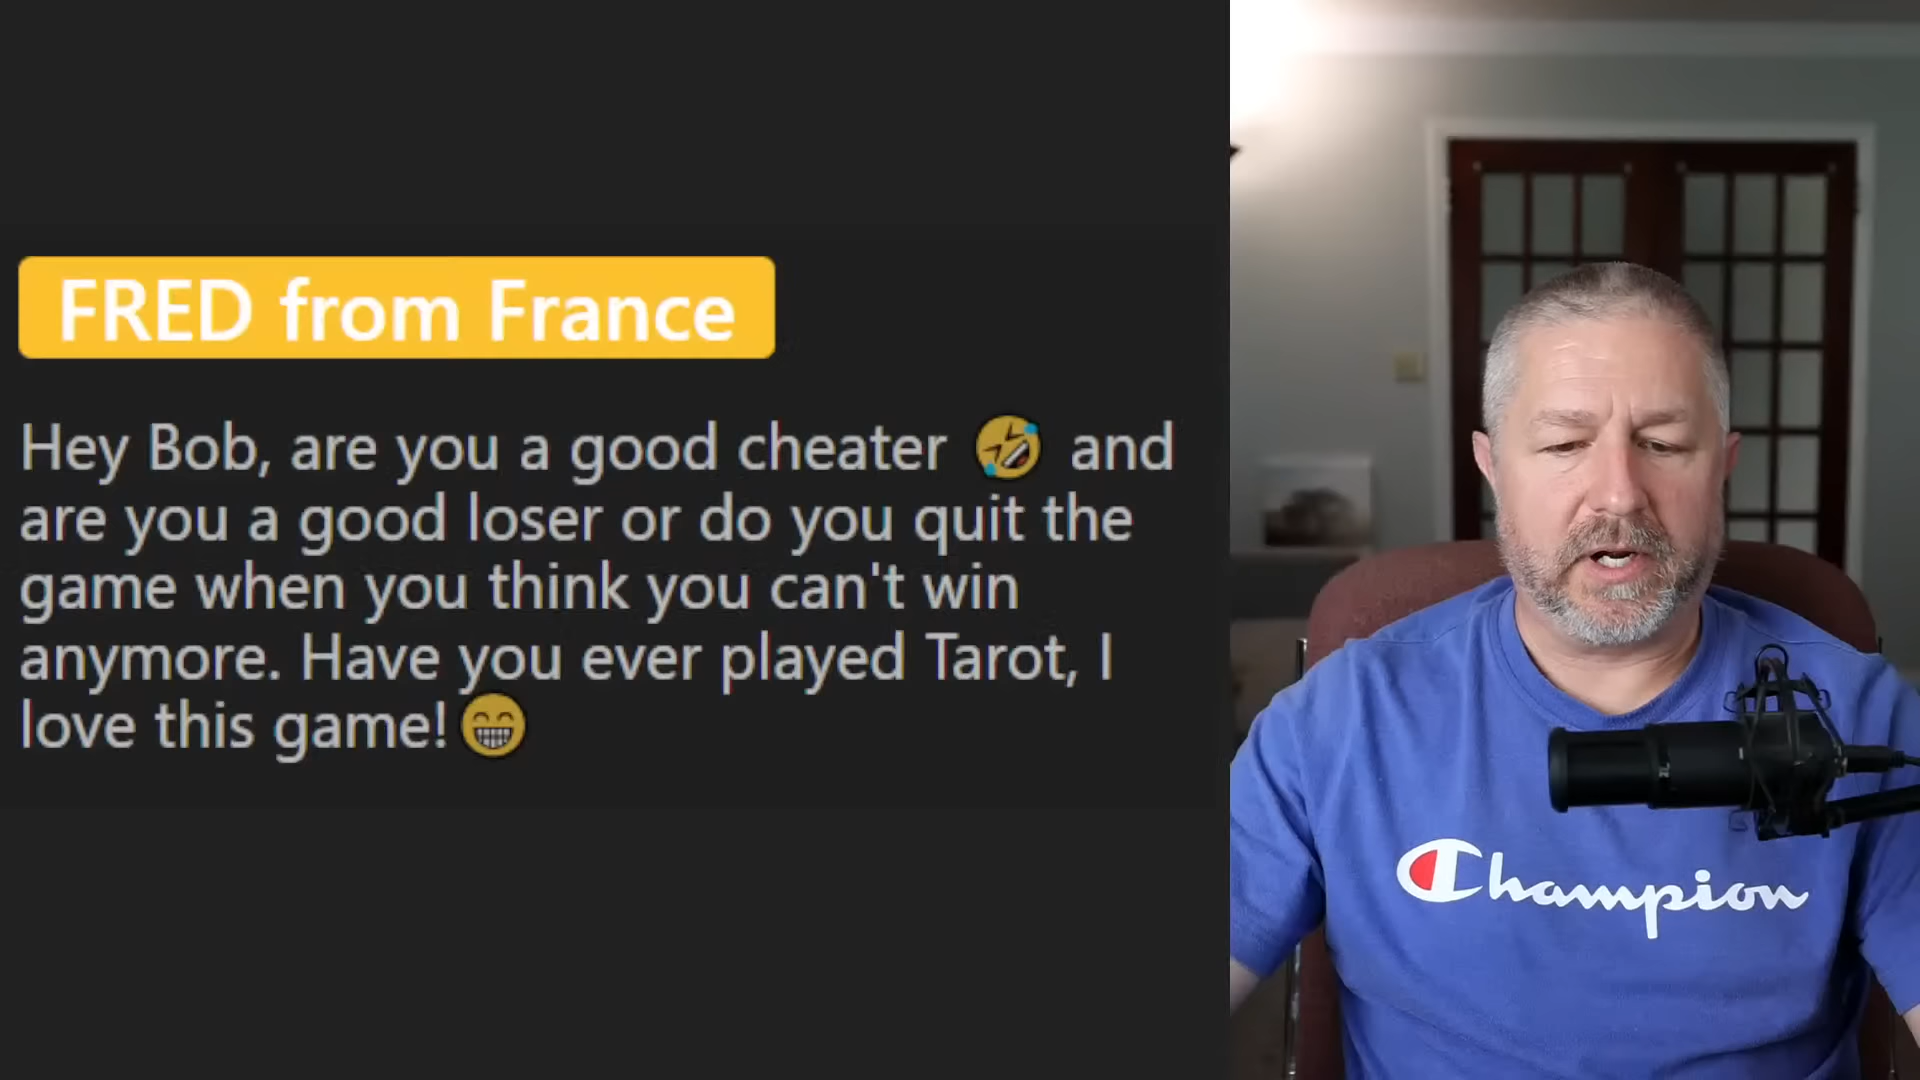 FRED from France
Hey Bob, are you a good cheater 🤣 and
are you a good loser or do you quit the
game when you think you can't win
anymore. Have you ever played Tarot, I
love this game! 😁
Champion